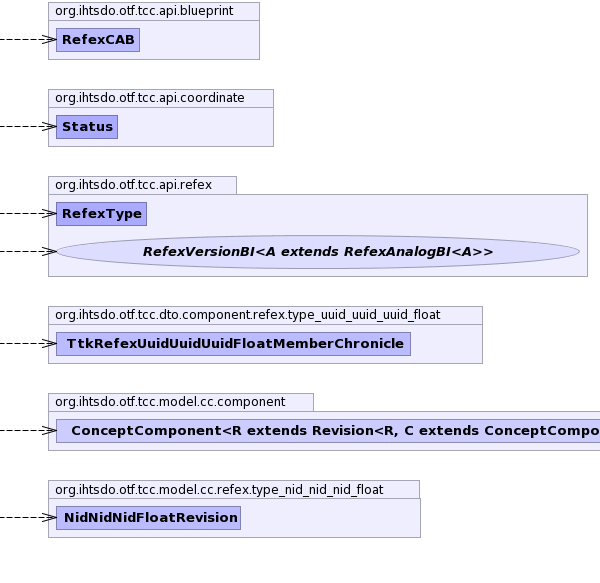 org.ihtsdo.otf.tcc.api.blueprint
RefexCAB
org.ihtsdo.otf.tcc.api.coordinate
Status
org.ihtsdo.otf.tcc.api.refex
RefexType
RefexVersionBI<A extends RefexAnalogBI<A>>
org.ihtsdo.otf.tcc.dto.component.refex.type_uuid_uuid_uuid_float
TtkRefexUuidUuidUuidFloatMemberChronicle
org.ihtsdo.otf.tcc.model.cc.component
ConceptComponent<R extends Revision<R, C extends ConceptCompo
org.ihtsdo.otf.tcc.model.cc.refex.type_nid_nid_nid_float
NidNidNidFloatRevision